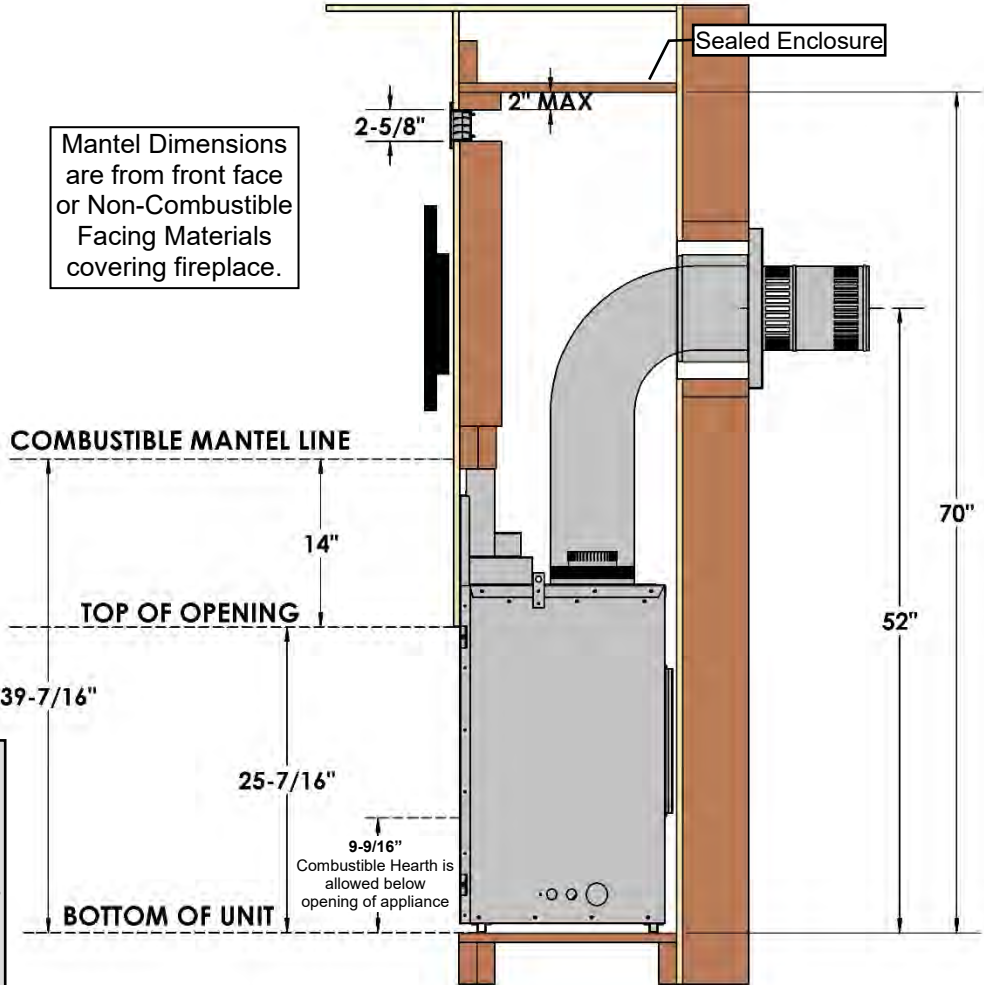 Sealed Enclosure
2" MAX
2-5/8"
Mantel Dimensions
are from front face
or Non-Combustible
Facing Materials
covering fireplace.
COMBUSTIBLE MANTEL LINE
14"
70"
TOP OF OPENING
52"
39-7/16"
25-7/16"
9-9/16"
Combustible Hearth is
allowed below
opening of appliance
BOTTOM OF UNIT